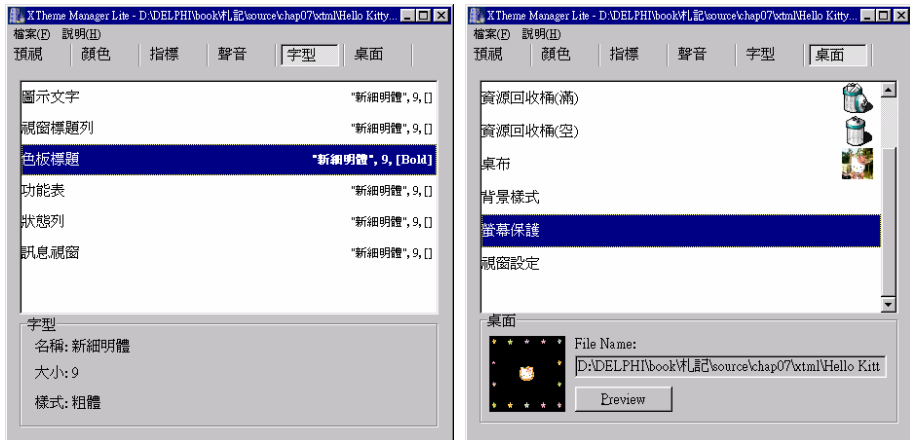 XTheme Manager Lite - D:\DELPHI\book\札記\source\chap07\xtml\Hello Kitty...
檔案(F) 說明(H)
預視 顏色 指標 聲音 字型 桌面
圖示文字 "新細明體", 9, []
視窗標題列 "新細明體", 9, []
色板標題 "新細明體", 9, [Bold]
功能表 "新細明體", 9, []
狀態列 "新細明體", 9, []
訊息視窗 "新細明體", 9, []
字型
名稱: 新細明體
大小: 9
樣式: 粗體
XTheme Manager Lite - D:\DELPHI\book\札記\source\chap07\xtml\Hello Kitty...
檔案(F) 說明(H)
預視 顏色 指標 聲音 字型 桌面
資源回收桶(滿)
資源回收桶(空)
桌布
背景樣式
螢幕保護
視窗設定
桌面
File Name:
D:\DELPHI\book\札記\source\chap07\xtml\Hello Kitt
Preview